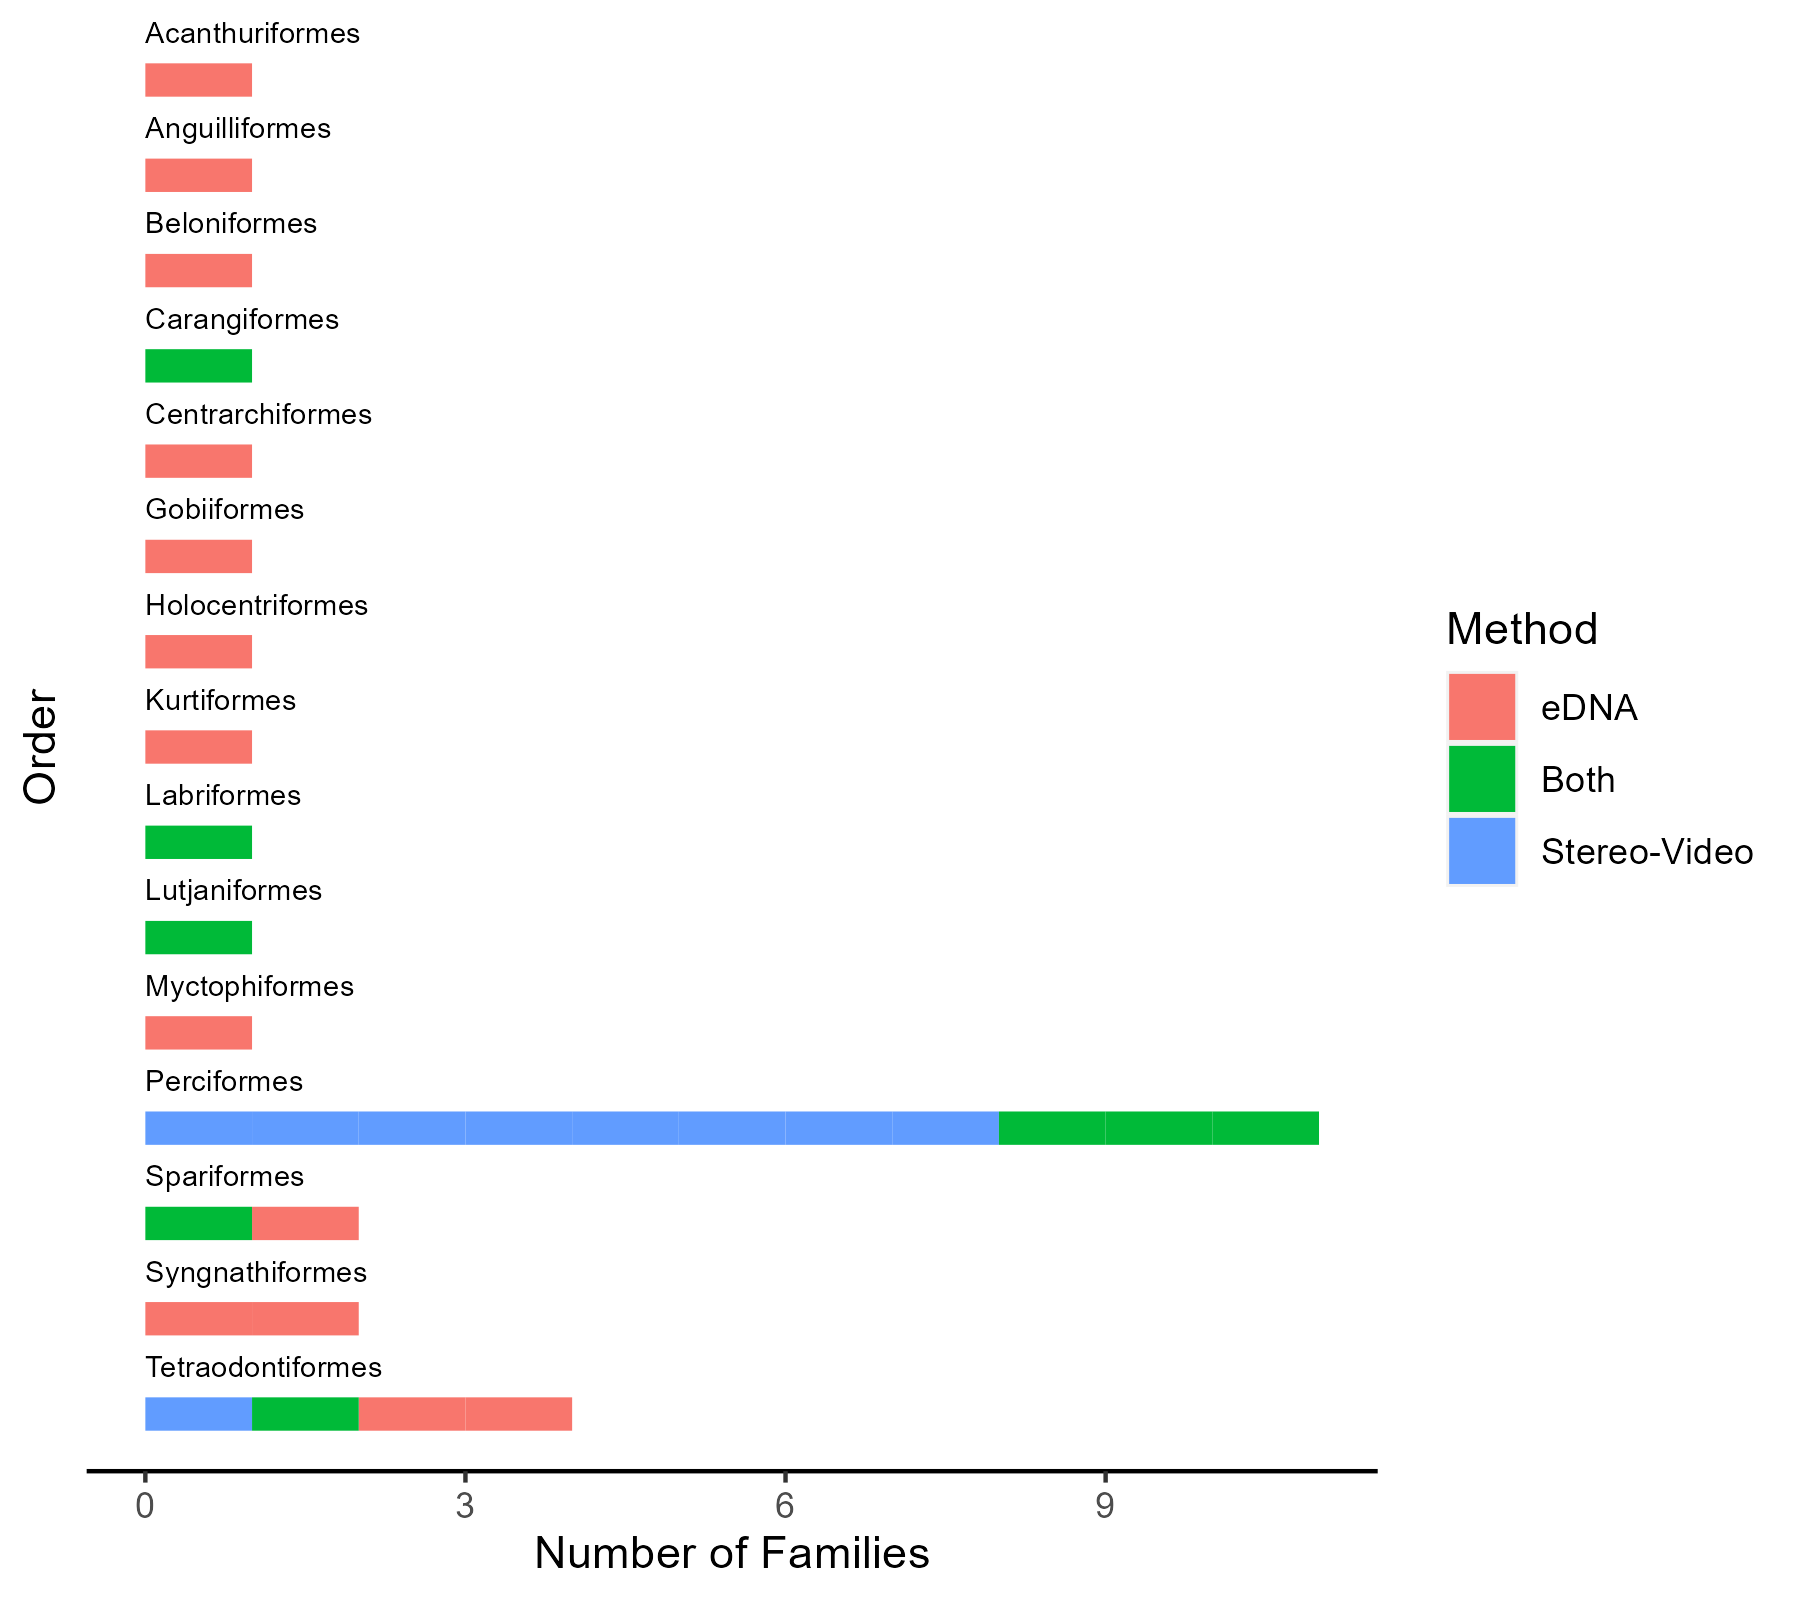 Acanthuriformes
Anguilliformes
Beloniformes
Carangiformes
Centrarchiformes
Gobiiformes
Holocentriformes
Kurtiformes
Labriformes
Lutjaniformes
Myctophiformes
Perciformes
Spariformes
Syngnathiformes
Tetraodontiformes
Order
0 3 6 9
Number of Families
Method
eDNA
Both
Stereo-Video